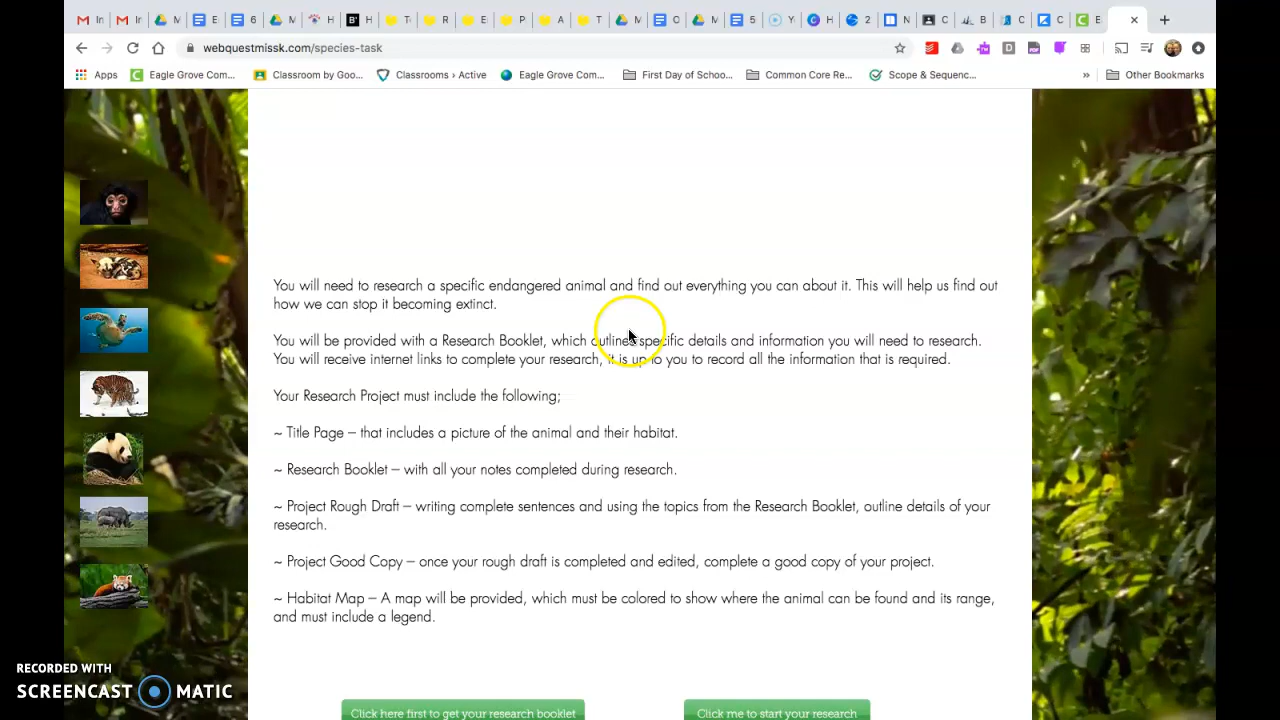 In Ir M E 6 M H H T R E P A T M C M 5 Y H 2 N C B C C E
webquestmissk.com/species-task
Apps Eagle Grove Com... Classroom by Goo... Classrooms › Active Eagle Grove Com... First Day of Schoo... Common Core Re... Scope & Sequenc... » Other Bookmarks
You will need to research a specific endangered animal and find out everything you can about it. This will help us find out
how we can stop it becoming extinct.
You will be provided with a Research Booklet, which outlines specific details and information you will need to research.
You will receive internet links to complete your research, it is up to you to record all the information that is required.
Your Research Project must include the following;
~ Title Page – that includes a picture of the animal and their habitat.
~ Research Booklet – with all your notes completed during research.
~ Project Rough Draft – writing complete sentences and using the topics from the Research Booklet, outline details of your
research.
~ Project Good Copy – once your rough draft is completed and edited, complete a good copy of your project.
~ Habitat Map – A map will be provided, which must be colored to show where the animal can be found and its range,
and must include a legend.
Click here first to get your research booklet Click me to start your research
RECORDED WITH
SCREENCAST MATIC